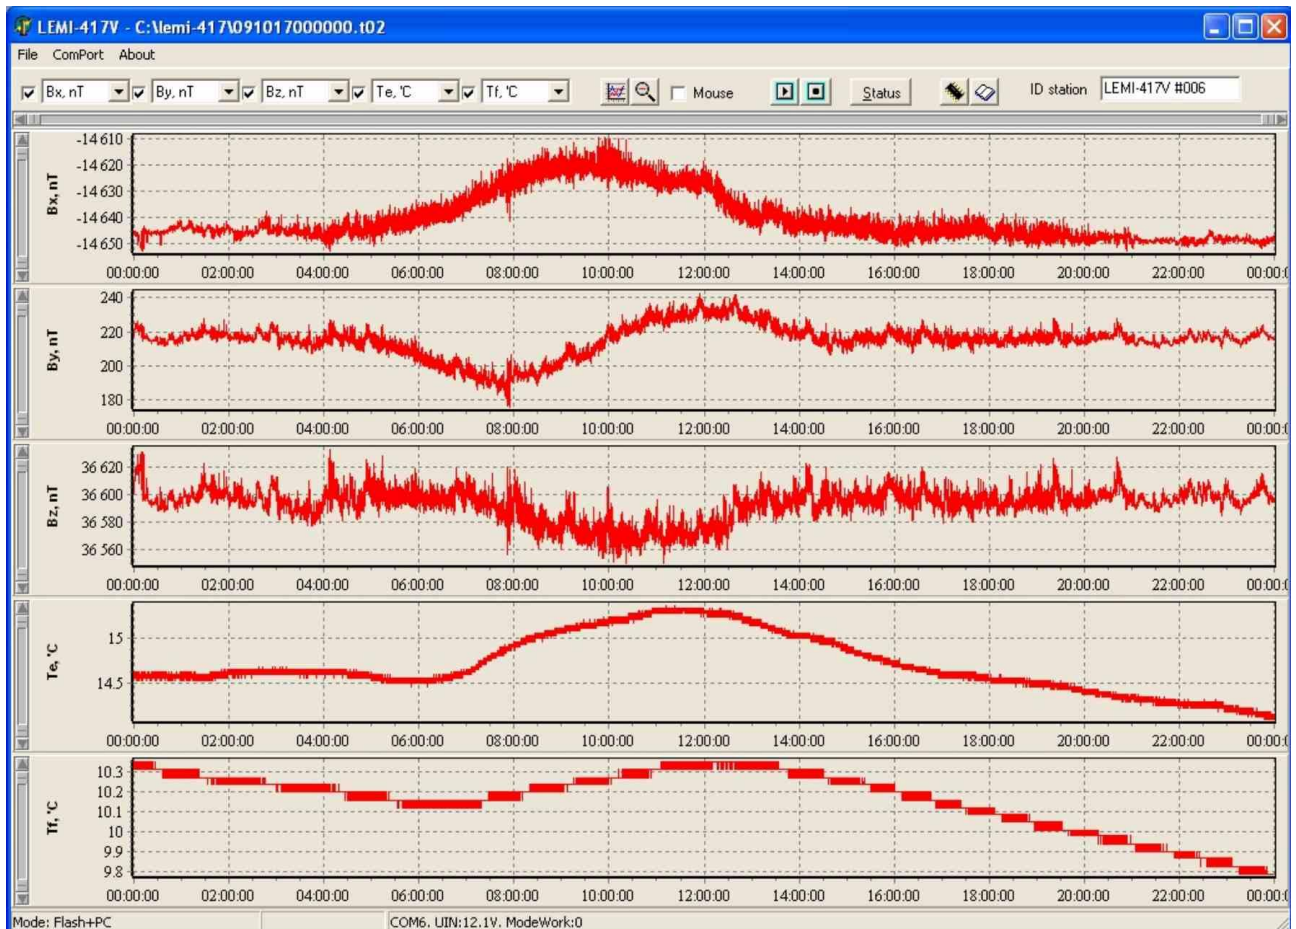 LEMI-417V - C:\lemi-417\091017000000.t02
File ComPort About
Bx, nT By, nT Bz, nT Te, 'C Tf, 'C Mouse Status ID station LEMI-417V #006
Bx, nT
-14 610
-14 620
-14 630
-14 640
-14 650
00:00:00 02:00:00 04:00:00 06:00:00 08:00:00 10:00:00 12:00:00 14:00:00 16:00:00 18:00:00 20:00:00 22:00:00 00:00:
By, nT
240
220
200
180
00:00:00 02:00:00 04:00:00 06:00:00 08:00:00 10:00:00 12:00:00 14:00:00 16:00:00 18:00:00 20:00:00 22:00:00 00:00:
Bz, nT
36 620
36 600
36 580
36 560
00:00:00 02:00:00 04:00:00 06:00:00 08:00:00 10:00:00 12:00:00 14:00:00 16:00:00 18:00:00 20:00:00 22:00:00 00:00:
Te, 'C
15
14.5
00:00:00 02:00:00 04:00:00 06:00:00 08:00:00 10:00:00 12:00:00 14:00:00 16:00:00 18:00:00 20:00:00 22:00:00 00:00:
Tf, 'C
10.3
10.2
10.1
10
9.9
9.8
00:00:00 02:00:00 04:00:00 06:00:00 08:00:00 10:00:00 12:00:00 14:00:00 16:00:00 18:00:00 20:00:00 22:00:00 00:00:
Mode: Flash+PC COM6. UIN:12.1V. ModeWork:0